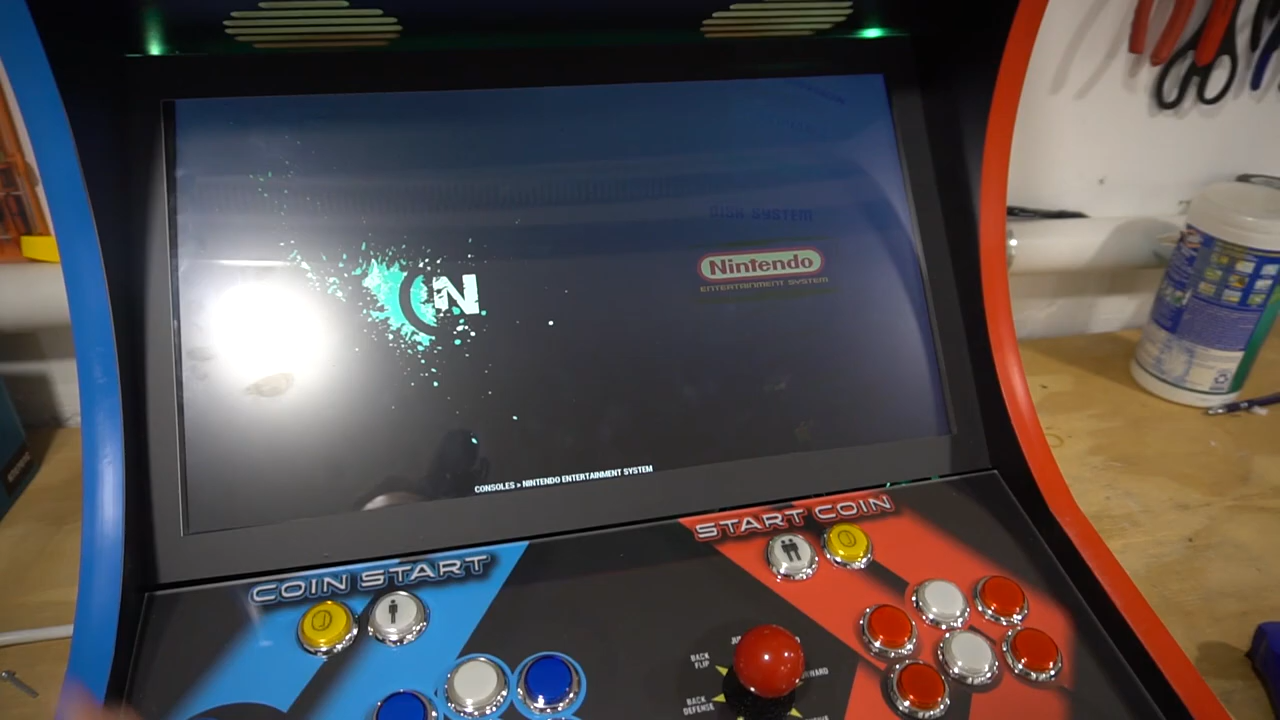 DISK SYSTEM
N
Nintendo
ENTERTAINMENT SYSTEM
CONSOLES > NINTENDO ENTERTAINMENT SYSTEM
START COIN
COIN START
BACK
FLIP
BACK
DEFENSE